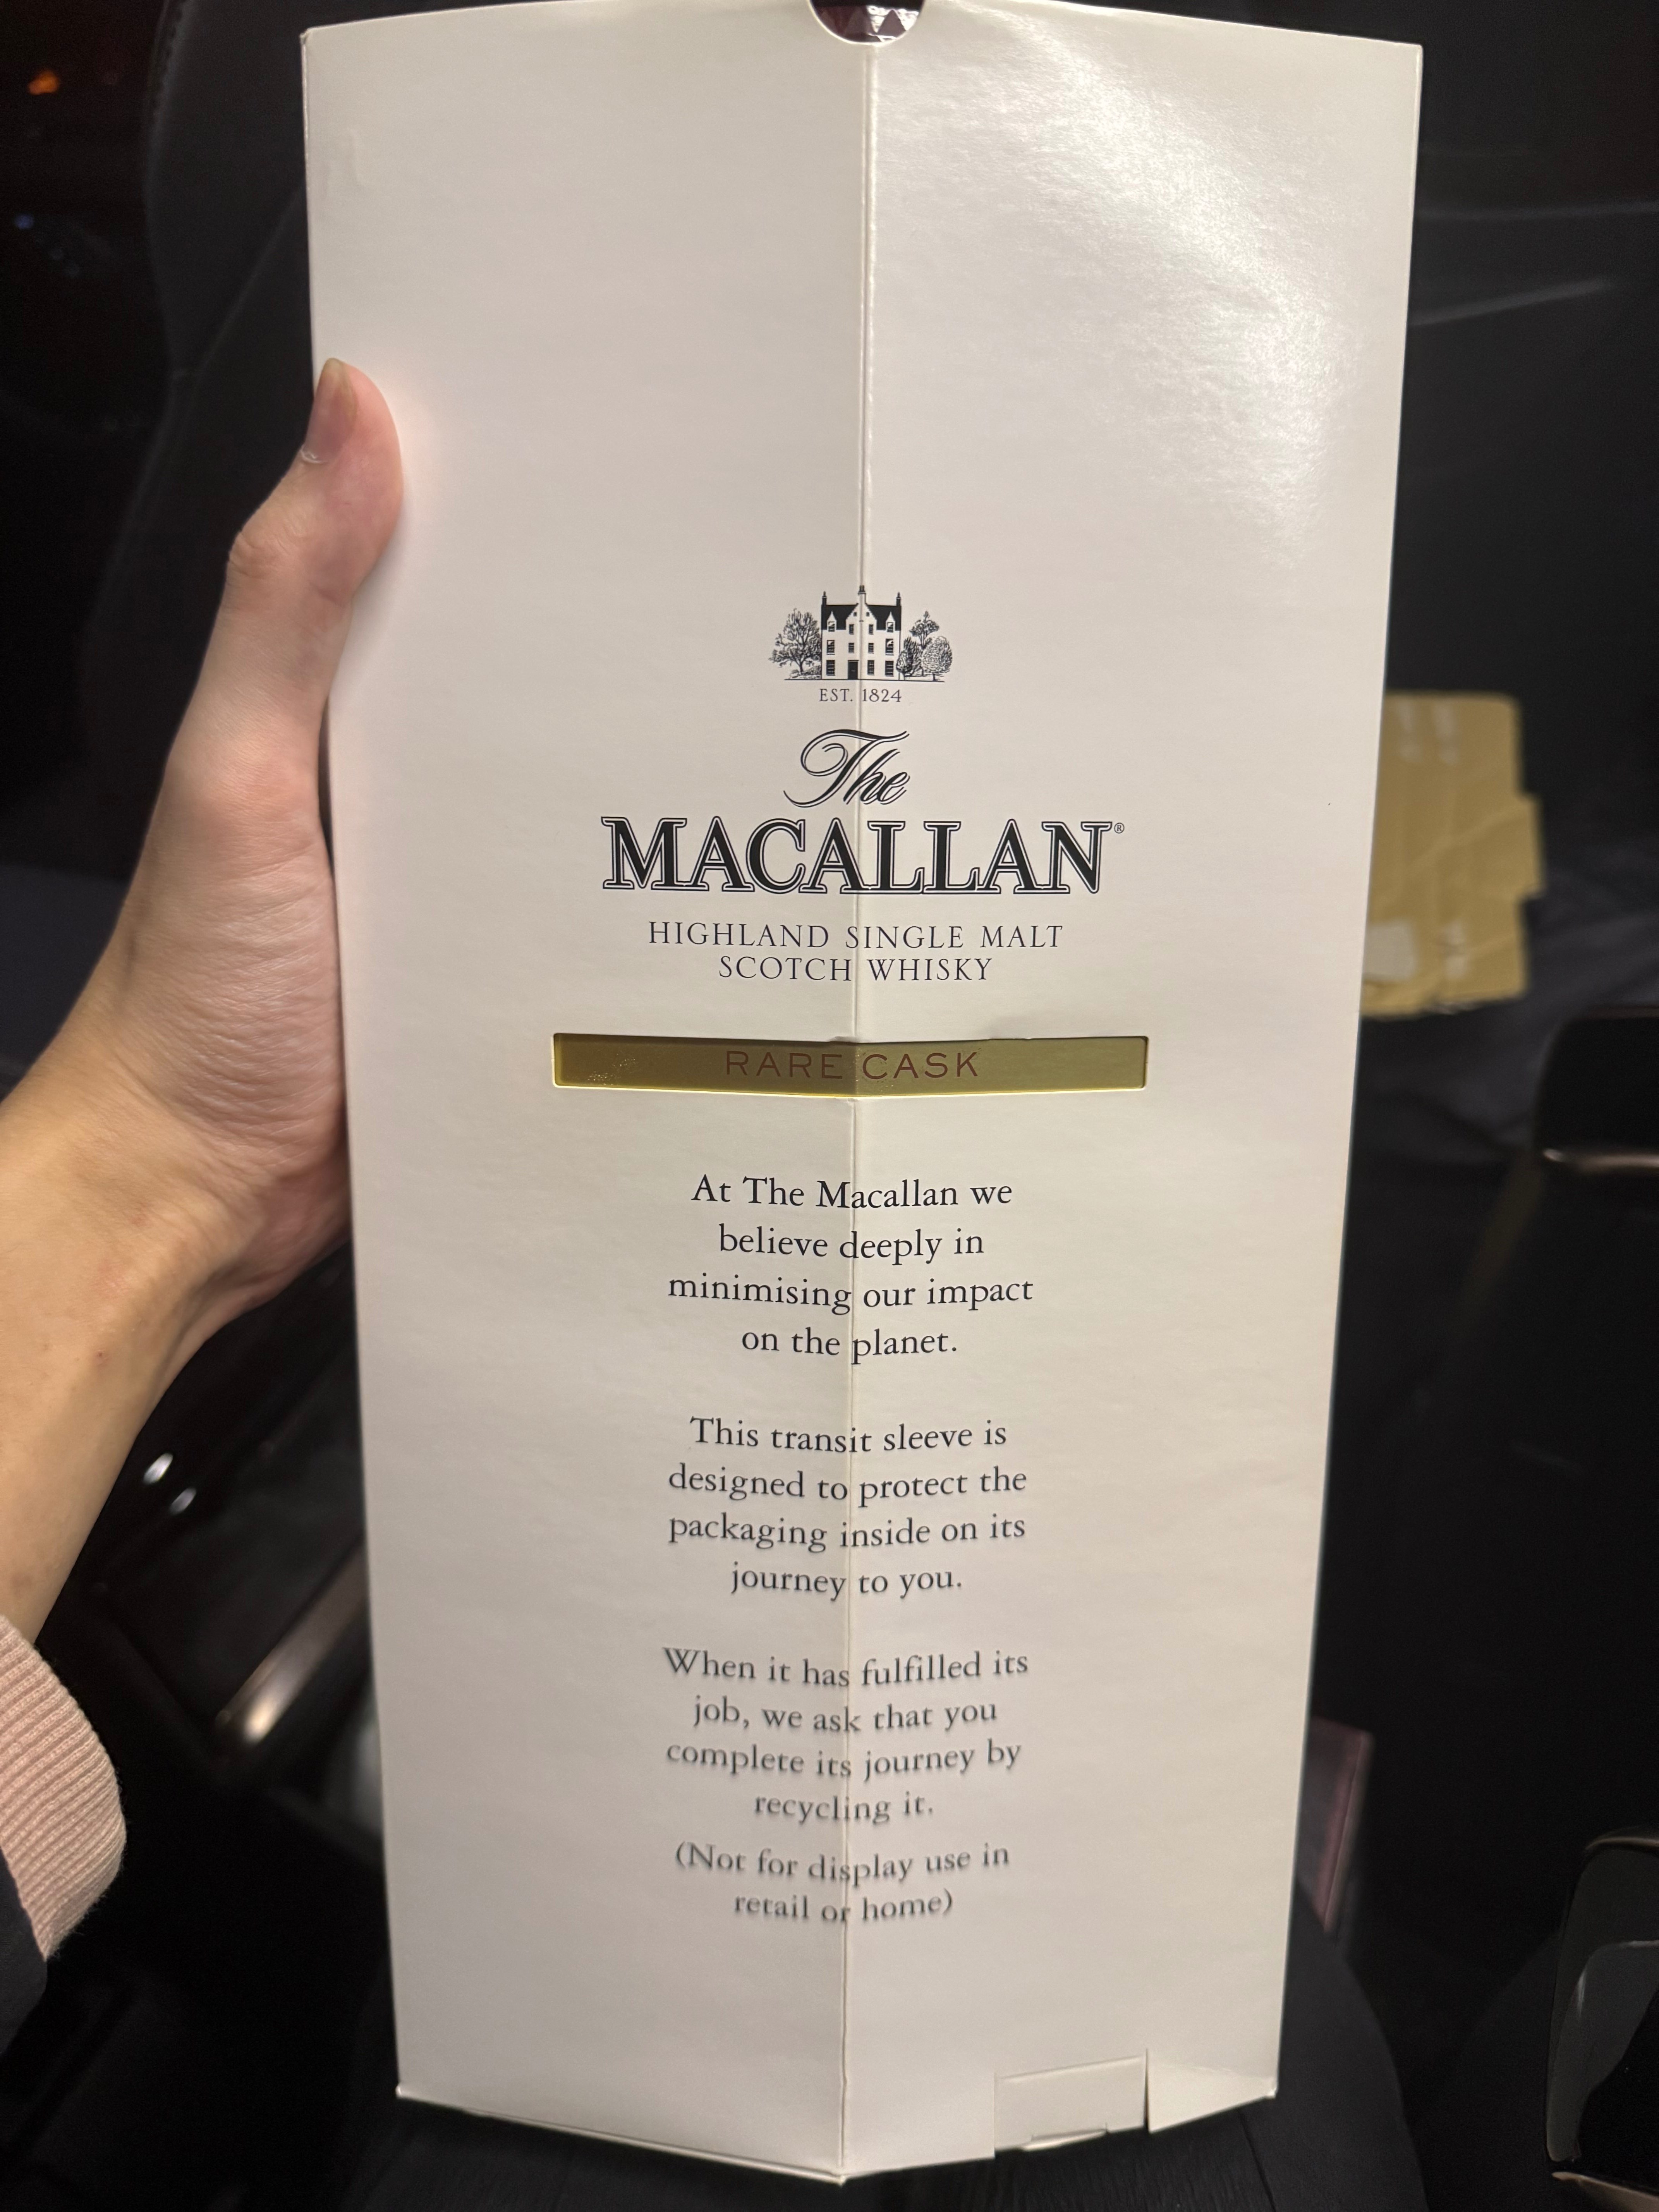 EST. 1824
The
MACALLAN®
HIGHLAND SINGLE MALT
SCOTCH WHISKY
RARE CASK
At The Macallan we
believe deeply in
minimising our impact
on the planet.
This transit sleeve is
designed to protect the
packaging inside on its
journey to you.
When it has fulfilled its
job, we ask that you
complete its journey by
recycling it.
(Not for display use in
retail or home)